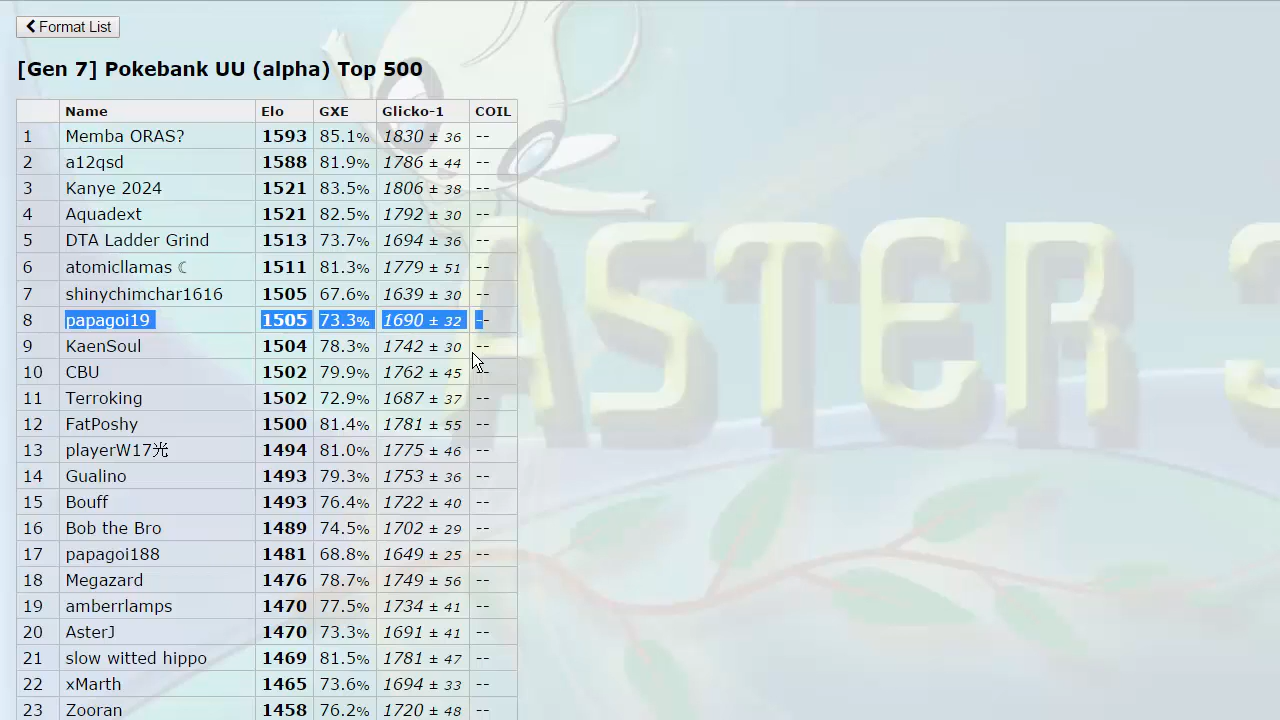 Format List
[Gen 7] Pokebank UU (alpha) Top 500
Name Elo GXE Glicko-1 COIL
1 Memba ORAS? 1593 85.1% 1830 ± 36 --
2 a12qsd 1588 81.9% 1786 ± 44 --
3 Kanye 2024 1521 83.5% 1806 ± 38 --
4 Aquadext 1521 82.5% 1792 ± 30 --
5 DTA Ladder Grind 1513 73.7% 1694 ± 36 --
6 atomicllamas ☾ 1511 81.3% 1779 ± 51 --
7 shinychimchar1616 1505 67.6% 1639 ± 30 --
8 papagoi19 1505 73.3% 1690 ± 32 --
9 KaenSoul 1504 78.3% 1742 ± 30 --
10 CBU 1502 79.9% 1762 ± 45 --
11 Terroking 1502 72.9% 1687 ± 37 --
12 FatPoshy 1500 81.4% 1781 ± 55 --
13 playerW17光 1494 81.0% 1775 ± 46 --
14 Gualino 1493 79.3% 1753 ± 36 --
15 Bouff 1493 76.4% 1722 ± 40 --
16 Bob the Bro 1489 74.5% 1702 ± 29 --
17 papagoi188 1481 68.8% 1649 ± 25 --
18 Megazard 1476 78.7% 1749 ± 56 --
19 amberrlamps 1470 77.5% 1734 ± 41 --
20 AsterJ 1470 73.3% 1691 ± 41 --
21 slow witted hippo 1469 81.5% 1781 ± 47 --
22 xMarth 1465 73.6% 1694 ± 33 --
23 Zooran 1458 76.2% 1720 ± 48 --
ASTER